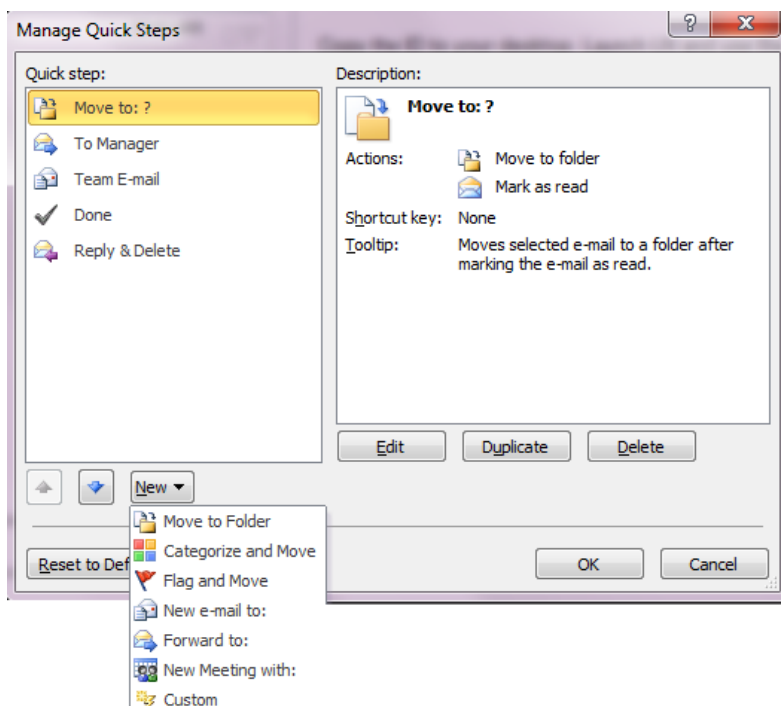 Manage Quick Steps
?
X
Quick step:
Move to: ?
To Manager
Team E-mail
Done
Reply & Delete
Description:
Move to: ?
Actions: Move to folder
Mark as read
Shortcut key: None
Tooltip: Moves selected e-mail to a folder after
marking the e-mail as read.
Edit Duplicate Delete
New
Move to Folder
Categorize and Move
Flag and Move
New e-mail to:
Forward to:
New Meeting with:
Custom
Reset to Def
OK Cancel